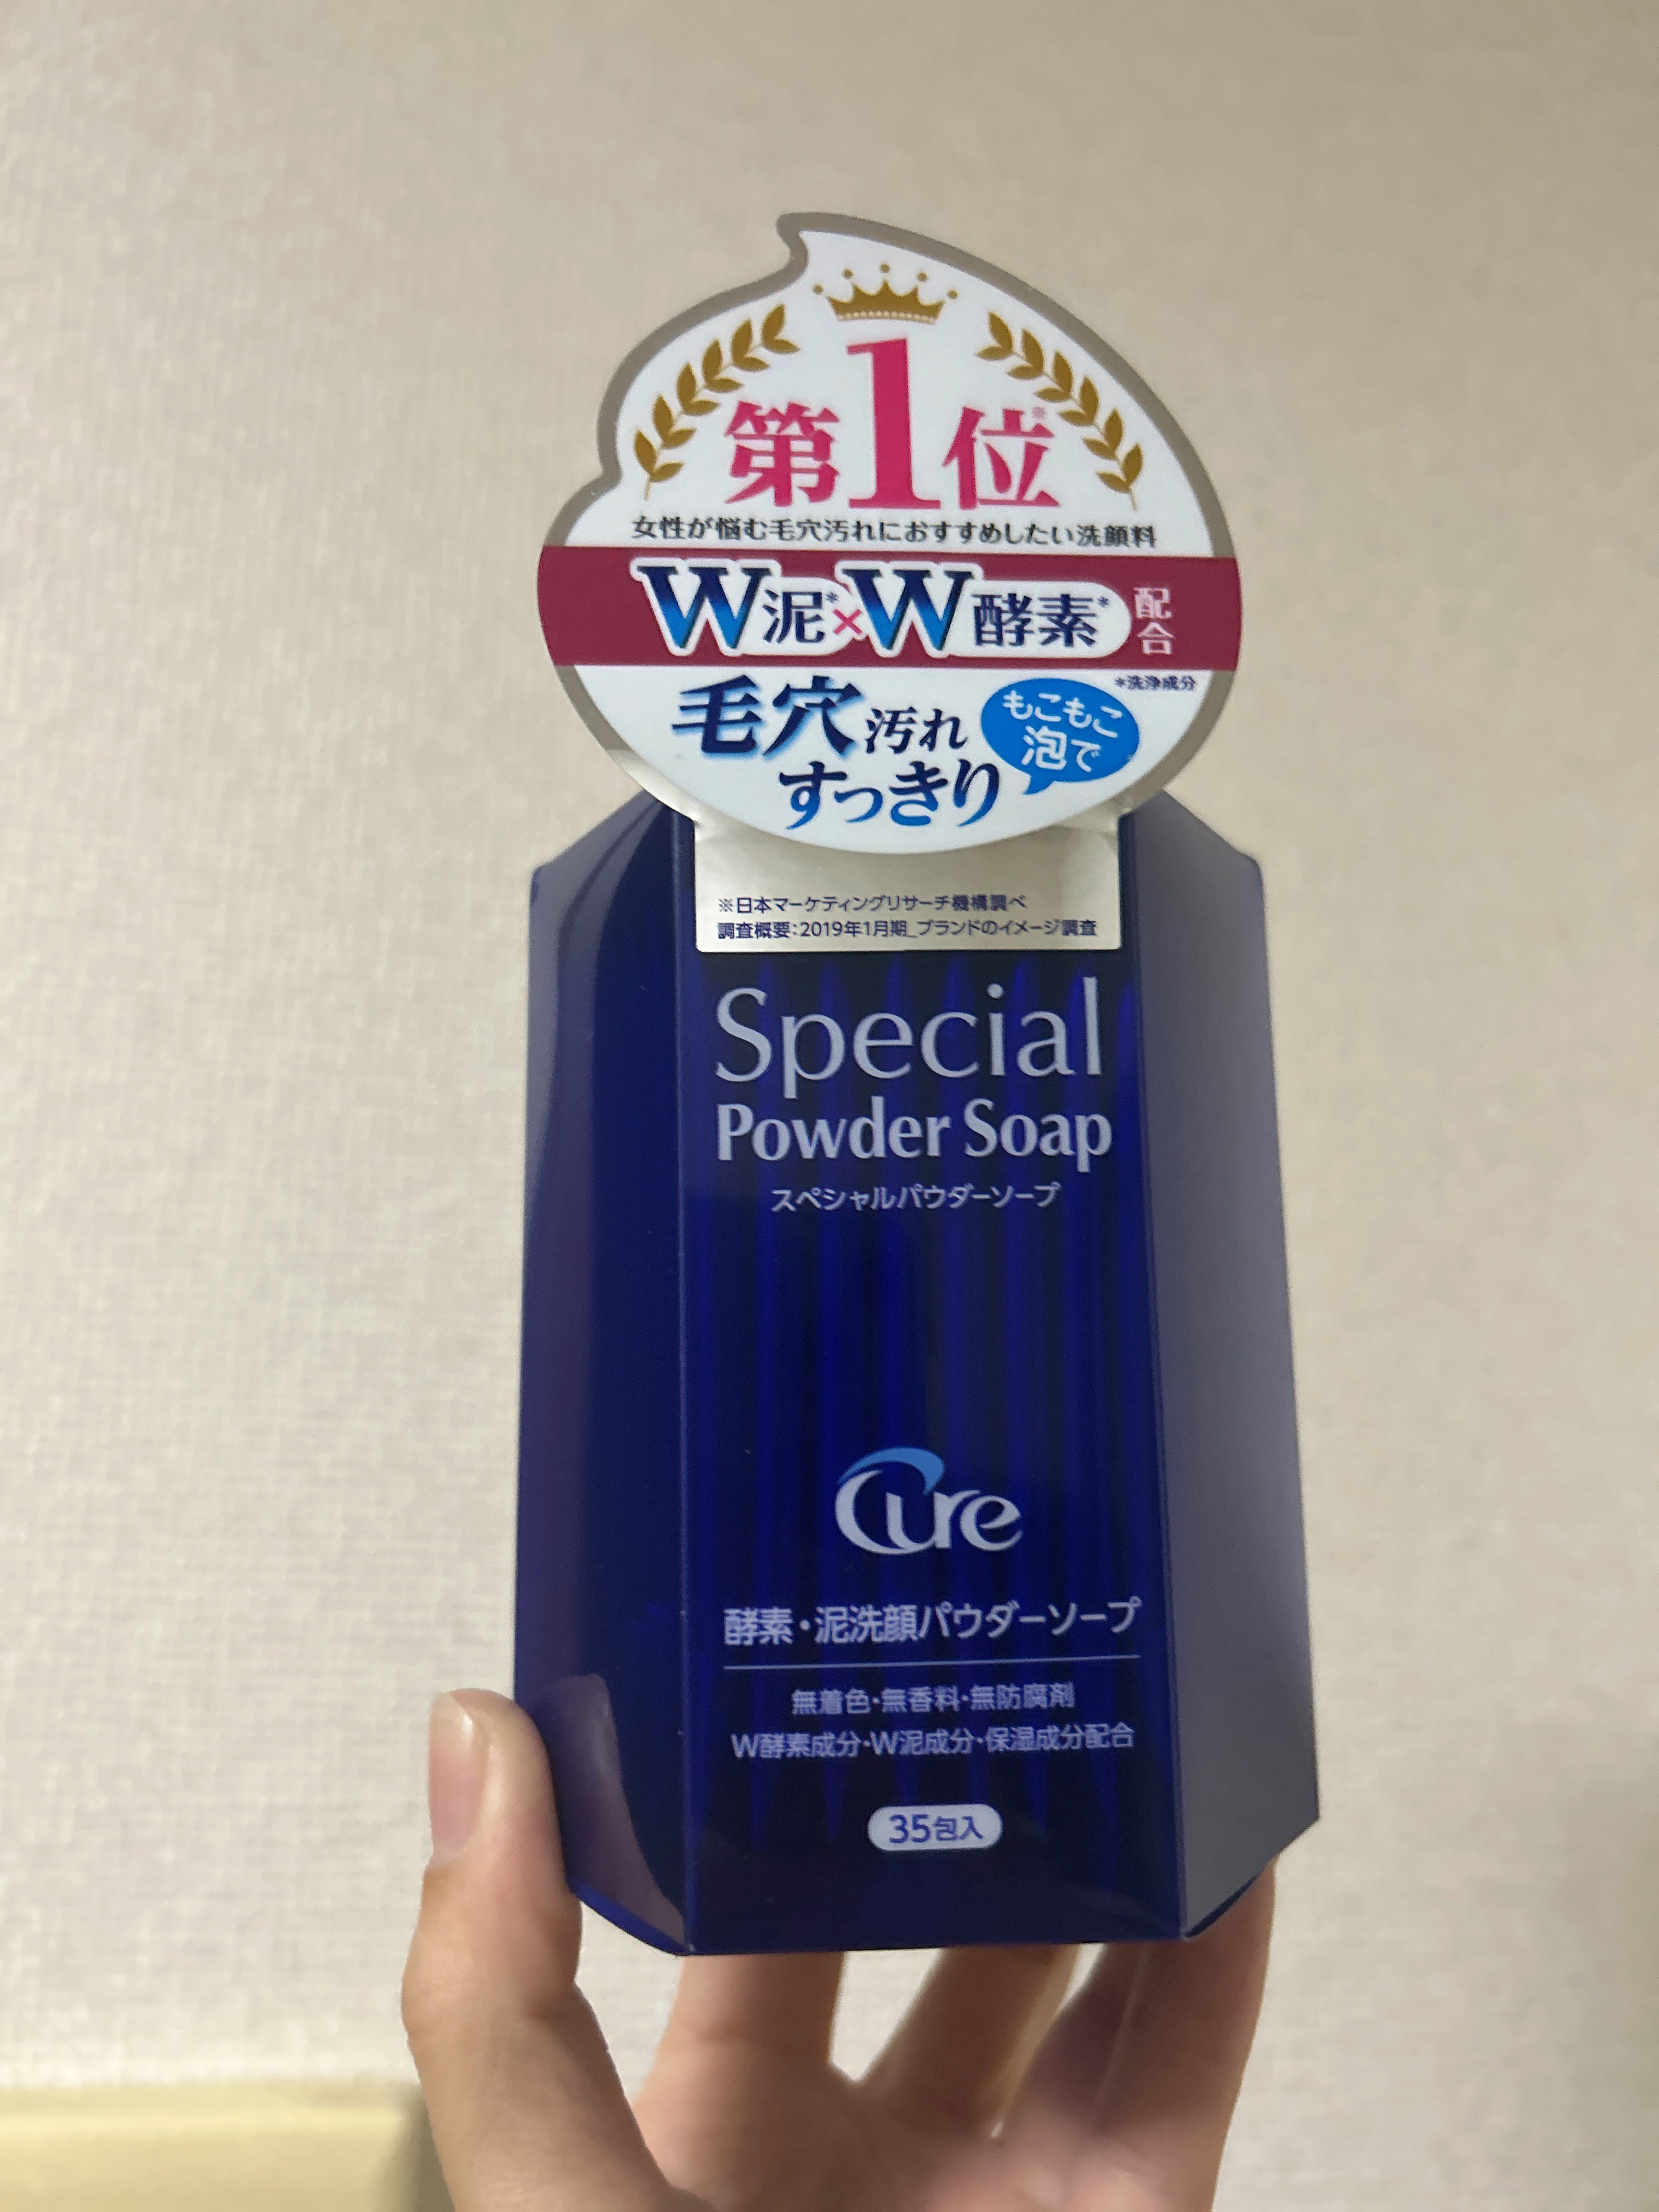 第1位※
女性が悩む毛穴汚れにおすすめしたい洗顔料
W泥*×W酵素*配合
*洗浄成分
毛穴汚れ
すっきり
もこもこ
泡で
※日本マーケティングリサーチ機構調べ
調査概要:2019年1月期_ブランドのイメージ調査
Special
Powder Soap
スペシャルパウダーソープ
Cure
酵素・泥洗顔パウダーソープ
無着色・無香料・無防腐剤
W酵素成分・W泥成分・保湿成分配合
35包入